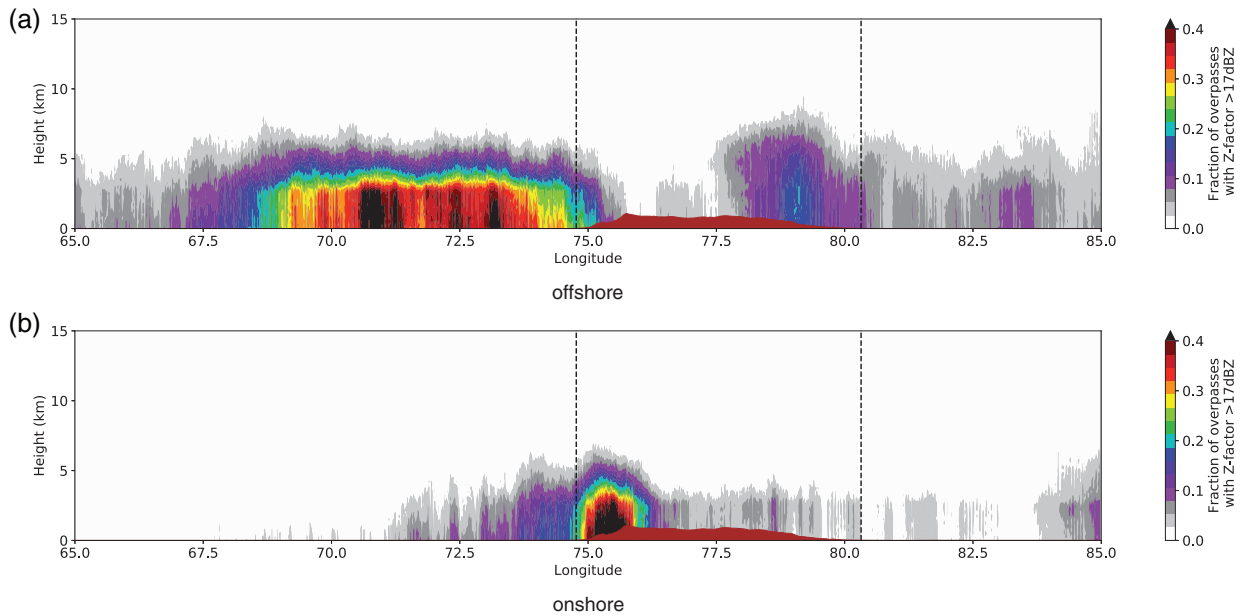 (a)
15
10
5
0
Height (km)
65.0 67.5 70.0 72.5 75.0 77.5 80.0 82.5 85.0
Longitude
0.4
0.3
0.2
0.1
0.0
Fraction of overpasses
with Z-factor >17dBZ
offshore
(b)
15
10
5
0
Height (km)
65.0 67.5 70.0 72.5 75.0 77.5 80.0 82.5 85.0
Longitude
0.4
0.3
0.2
0.1
0.0
Fraction of overpasses
with Z-factor >17dBZ
onshore